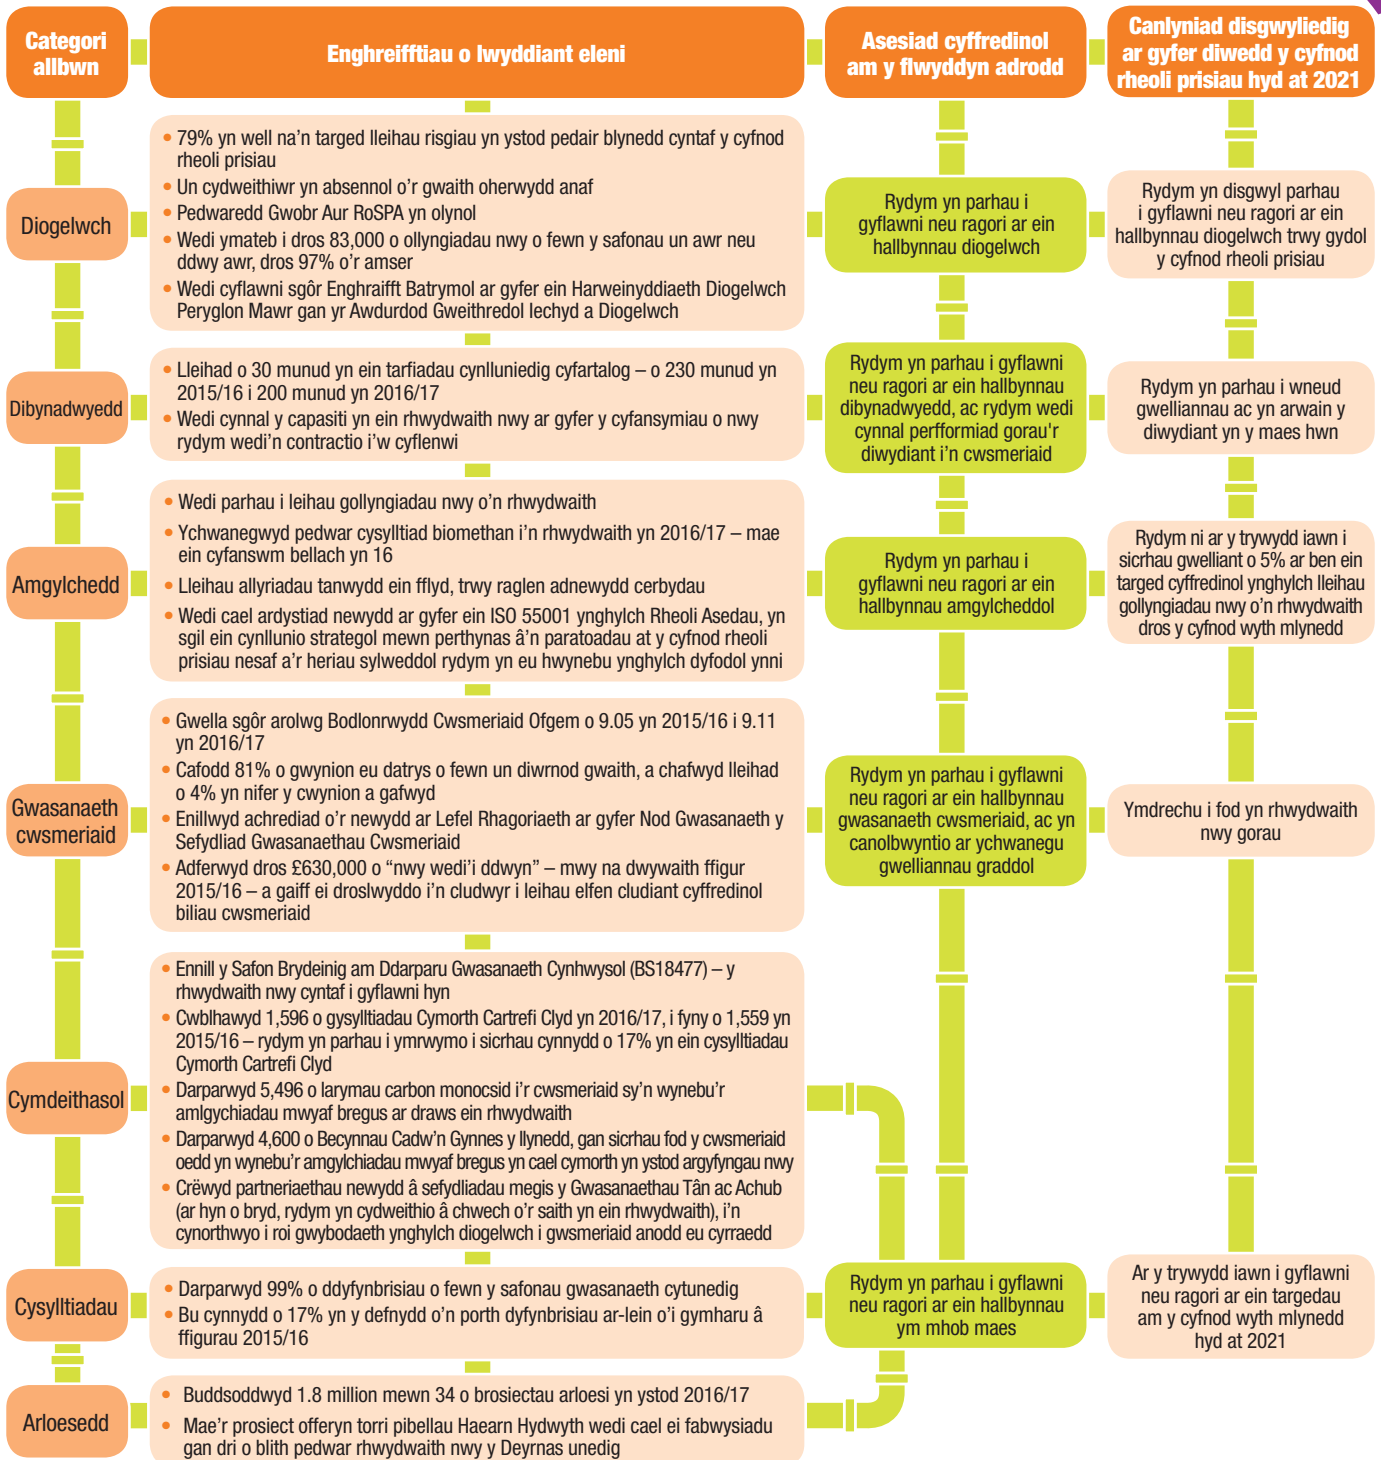 Categori
allbwn
Enghreifftiau o lwyddiant eleni
Asesiad cyffredinol
am y flwyddyn adrodd
Canlyniad disgwyliedig
ar gyfer diwedd y cyfnod
rheoli prisiau hyd at 2021
Diogelwch
• 79% yn well na’n targed lleihau risgiau yn ystod pedair blynedd cyntaf y cyfnod
rheoli prisiau
• Un cydweithiwr yn absennol o’r gwaith oherwydd anaf
• Pedwaredd Gwobr Aur RoSPA yn olynol
• Wedi ymateb i dros 83,000 o ollyngiadau nwy o fewn y safonau un awr neu
ddwy awr, dros 97% o’r amser
• Wedi cyflawni sgôr Enghraifft Batrymol ar gyfer ein Harweinyddiaeth Diogelwch
Peryglon Mawr gan yr Awdurdod Gweithredol Iechyd a Diogelwch
Rydym yn parhau i
gyflawni neu ragori ar ein
hallbynnau diogelwch
Rydym yn disgwyl parhau
i gyflawni neu ragori ar ein
hallbynnau diogelwch trwy gydol
y cyfnod rheoli prisiau
Dibynadwyedd
• Lleihad o 30 munud yn ein tarfiadau cynlluniedig cyfartalog – o 230 munud yn
2015/16 i 200 munud yn 2016/17
• Wedi cynnal y capasiti yn ein rhwydwaith nwy ar gyfer y cyfansymiau o nwy
rydym wedi’n contractio i’w cyflenwi
Rydym yn parhau i gyflawni
neu ragori ar ein hallbynnau
dibynadwyedd, ac rydym wedi
cynnal perfformiad gorau'r
diwydiant i’n cwsmeriaid
Rydym yn parhau i wneud
gwelliannau ac yn arwain y
diwydiant yn y maes hwn
Amgylchedd
• Wedi parhau i leihau gollyngiadau nwy o’n rhwydwaith
• Ychwanegwyd pedwar cysylltiad biomethan i’n rhwydwaith yn 2016/17 – mae
ein cyfanswm bellach yn 16
• Lleihau allyriadau tanwydd ein fflyd, trwy raglen adnewydd cerbydau
• Wedi cael ardystiad newydd ar gyfer ein ISO 55001 ynghylch Rheoli Asedau, yn
sgil ein cynllunio strategol mewn perthynas â’n paratoadau at y cyfnod rheoli
prisiau nesaf a’r heriau sylweddol rydym yn eu hwynebu ynghylch dyfodol ynni
Rydym yn parhau i
gyflawni neu ragori ar ein
hallbynnau amgylcheddol
Rydym ni ar y trywydd iawn i
sicrhau gwelliant o 5% ar ben ein
targed cyffredinol ynghylch lleihau
gollyngiadau nwy o’n rhwydwaith
dros y cyfnod wyth mlynedd
Gwasanaeth
cwsmeriaid
• Gwella sgôr arolwg Bodlonrwydd Cwsmeriaid Ofgem o 9.05 yn 2015/16 i 9.11
yn 2016/17
• Cafodd 81% o gwynion eu datrys o fewn un diwrnod gwaith, a chafwyd lleihad
o 4% yn nifer y cwynion a gafwyd
• Enillwyd achrediad o’r newydd ar Lefel Rhagoriaeth ar gyfer Nod Gwasanaeth y
Sefydliad Gwasanaethau Cwsmeriaid
• Adferwyd dros £630,000 o “nwy wedi’i ddwyn” – mwy na dwywaith ffigur
2015/16 – a gaiff ei droslwyddo i’n cludwyr i leihau elfen cludiant cyffredinol
biliau cwsmeriaid
Rydym yn parhau i gyflawni
neu ragori ar ein hallbynnau
gwasanaeth cwsmeriaid, ac yn
canolbwyntio ar ychwanegu
gwelliannau graddol
Ymdrechu i fod yn rhwydwaith
nwy gorau
Cymdeithasol
• Ennill y Safon Brydeinig am Ddarparu Gwasanaeth Cynhwysol (BS18477) – y
rhwydwaith nwy cyntaf i gyflawni hyn
• Cwblhawyd 1,596 o gysylltiadau Cymorth Cartrefi Clyd yn 2016/17, i fyny o 1,559 yn
2015/16 – rydym yn parhau i ymrwymo i sicrhau cynnydd o 17% yn ein cysylltiadau
Cymorth Cartrefi Clyd
• Darparwyd 5,496 o larymau carbon monocsid i’r cwsmeriaid sy’n wynebu’r
amlgychiadau mwyaf bregus ar draws ein rhwydwaith
• Darparwyd 4,600 o Becynnau Cadw’n Gynnes y llynedd, gan sicrhau fod y cwsmeriaid
oedd yn wynebu’r amgylchiadau mwyaf bregus yn cael cymorth yn ystod argyfyngau nwy
• Crëwyd partneriaethau newydd â sefydliadau megis y Gwasanaethau Tân ac Achub
(ar hyn o bryd, rydym yn cydweithio â chwech o’r saith yn ein rhwydwaith), i’n
cynorthwyo i roi gwybodaeth ynghylch diogelwch i gwsmeriaid anodd eu cyrraedd
Cysylltiadau
• Darparwyd 99% o ddyfynbrisiau o fewn y safonau gwasanaeth cytunedig
• Bu cynnydd o 17% yn y defnydd o’n porth dyfynbrisiau ar-lein o’i gymharu â
ffigurau 2015/16
Rydym yn parhau i gyflawni
neu ragori ar ein hallbynnau
ym mhob maes
Ar y trywydd iawn i gyflawni
neu ragori ar ein targedau
am y cyfnod wyth mlynedd
hyd at 2021
Arloesedd
• Buddsoddwyd 1.8 million mewn 34 o brosiectau arloesi yn ystod 2016/17
• Mae’r prosiect offeryn torri pibellau Haearn Hydwyth wedi cael ei fabwysiadu
gan dri o blith pedwar rhwydwaith nwy y Deyrnas unedig